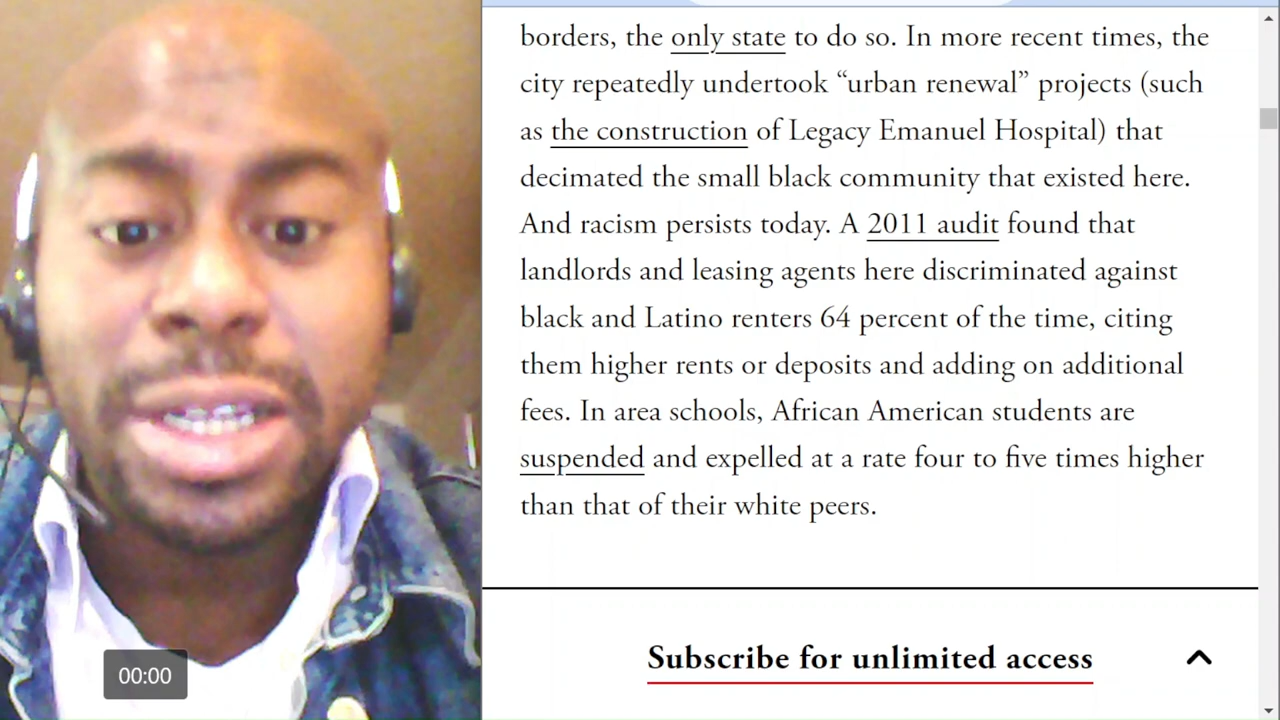 borders, the only state to do so. In more recent times, the
city repeatedly undertook “urban renewal” projects (such
as the construction of Legacy Emanuel Hospital) that
decimated the small black community that existed here.
And racism persists today. A 2011 audit found that
landlords and leasing agents here discriminated against
black and Latino renters 64 percent of the time, citing
them higher rents or deposits and adding on additional
fees. In area schools, African American students are
suspended and expelled at a rate four to five times higher
than that of their white peers.
Subscribe for unlimited access
00:00